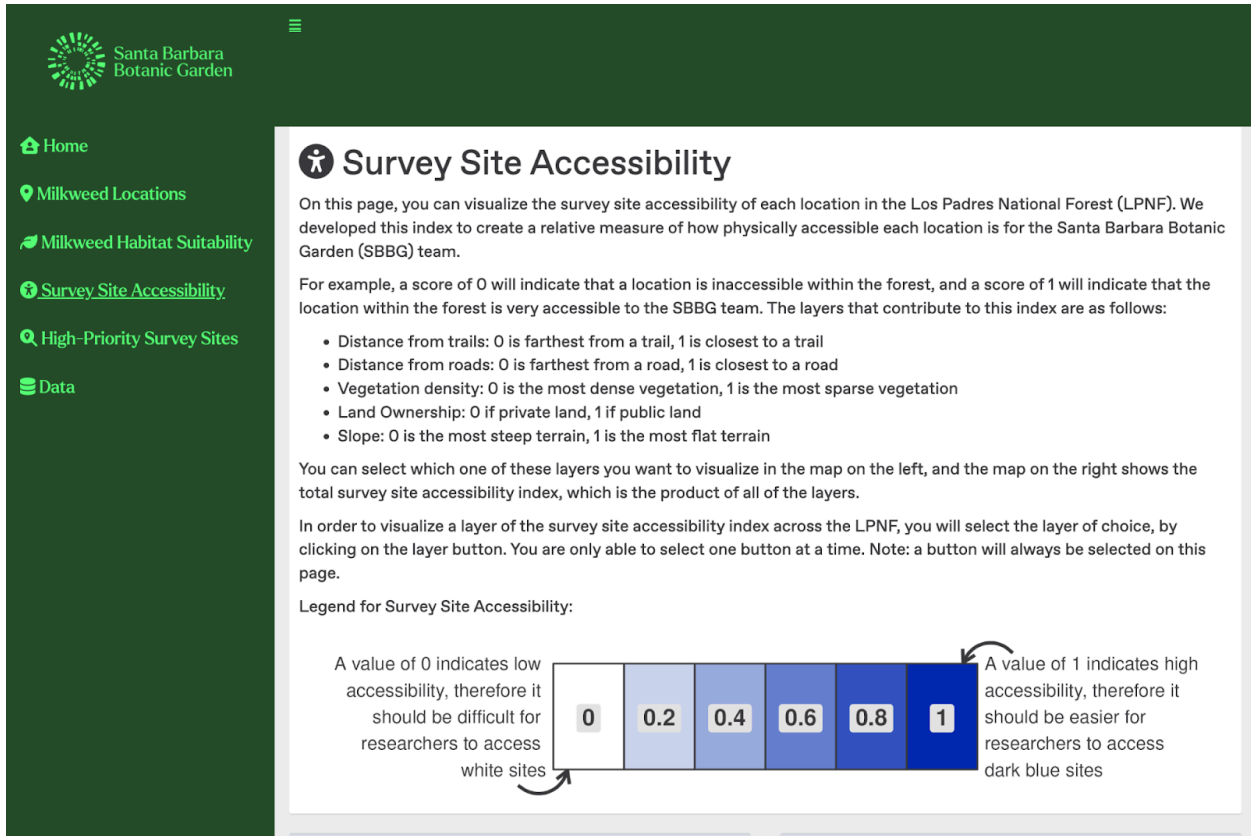 Santa Barbara
Botanic Garden
Home
Milkweed Locations
Milkweed Habitat Suitability
Survey Site Accessibility
High-Priority Survey Sites
Data
Survey Site Accessibility
On this page, you can visualize the survey site accessibility of each location in the Los Padres National Forest (LPNF). We
developed this index to create a relative measure of how physically accessible each location is for the Santa Barbara Botanic
Garden (SBBG) team.
For example, a score of 0 will indicate that a location is inaccessible within the forest, and a score of 1 will indicate that the
location within the forest is very accessible to the SBBG team. The layers that contribute to this index are as follows:
• Distance from trails: 0 is farthest from a trail, 1 is closest to a trail
• Distance from roads: 0 is farthest from a road, 1 is closest to a road
• Vegetation density: 0 is the most dense vegetation, 1 is the most sparse vegetation
• Land Ownership: 0 if private land, 1 if public land
• Slope: 0 is the most steep terrain, 1 is the most flat terrain
You can select which one of these layers you want to visualize in the map on the left, and the map on the right shows the
total survey site accessibility index, which is the product of all of the layers.
In order to visualize a layer of the survey site accessibility index across the LPNF, you will select the layer of choice, by
clicking on the layer button. You are only able to select one button at a time. Note: a button will always be selected on this
page.
Legend for Survey Site Accessibility:
A value of 0 indicates low
accessibility, therefore it
should be difficult for
researchers to access
white sites
0 0.2 0.4 0.6 0.8 1
A value of 1 indicates high
accessibility, therefore it
should be easier for
researchers to access
dark blue sites